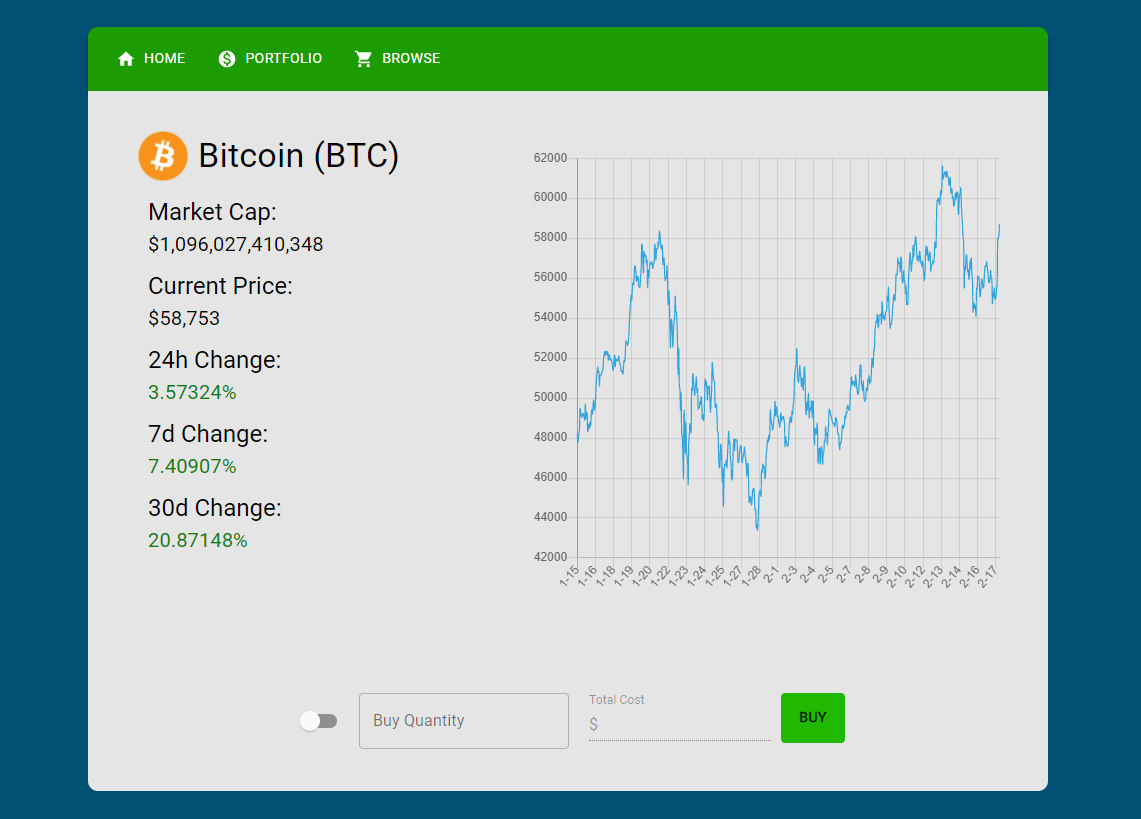 HOME PORTFOLIO BROWSE
Bitcoin (BTC)
Market Cap:
$1,096,027,410,348
Current Price:
$58,753
24h Change:
3.57324%
7d Change:
7.40907%
30d Change:
20.87148%
62000
60000
58000
56000
54000
52000
50000
48000
46000
44000
42000
1-15 1-16 1-18 1-19 1-20 1-22 1-23 1-24 1-25 1-27 1-28 2-1 2-3 2-4 2-5 2-7 2-8 2-9 2-10 2-12 2-13 2-14 2-16 2-17
Buy Quantity
Total Cost
$
BUY